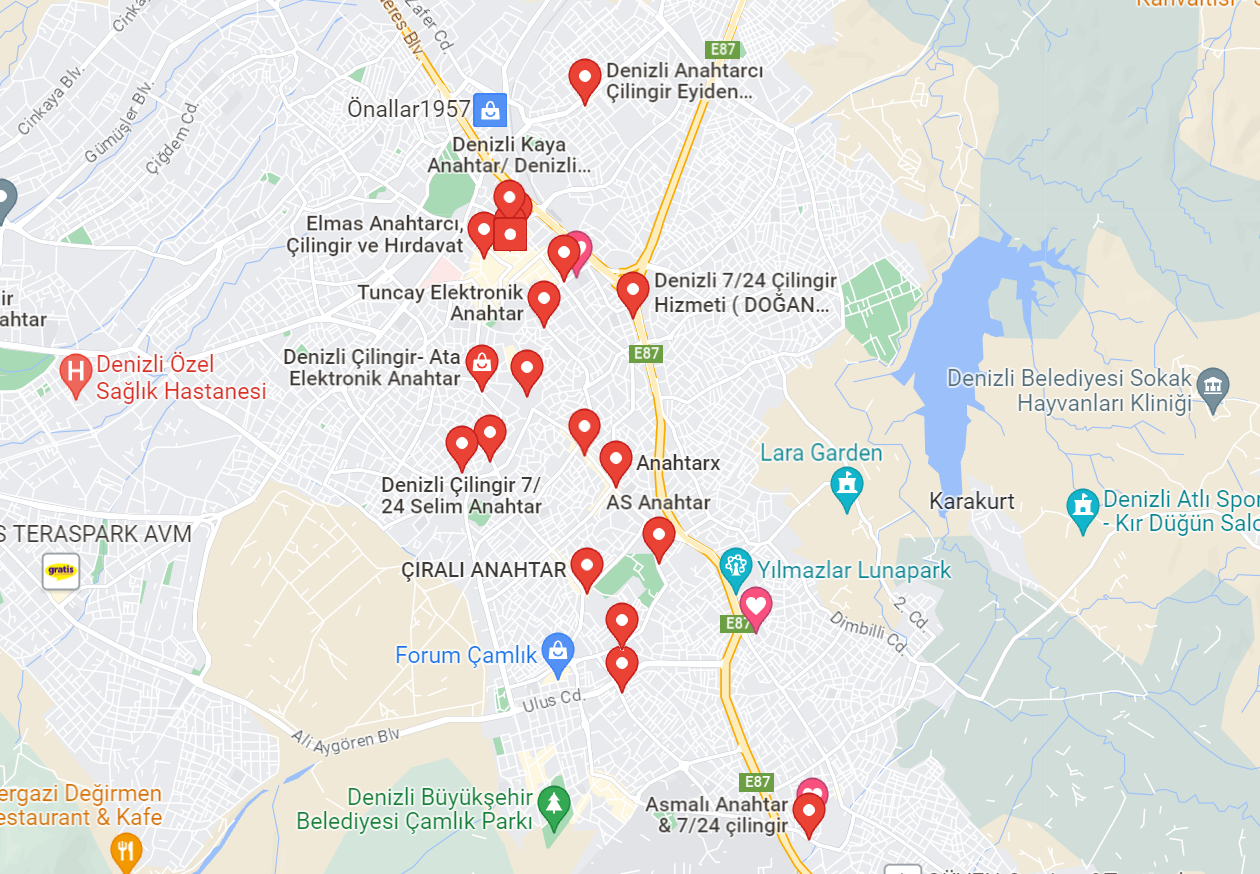 Kahvaltısı
Zafer Cd.
Cinkaya Blv.
Gümüşler Blv.
Çiğdem Cd.
E87
Denizli Anahtarcı
Çilingir Eyiden...
Önallar1957
Denizli Kaya
Anahtar/ Denizli...
Elmas Anahtarcı,
Çilingir ve Hırdavat
Denizli 7/24 Çilingir
Hizmeti ( DOĞAN...
Tuncay Elektronik
Anahtar
ir
ahtar
E87
Denizli Çilingir- Ata
Elektronik Anahtar
H
Denizli Özel
Sağlık Hastanesi
Denizli Belediyesi Sokak
Hayvanları Kliniği
Lara Garden
Anahtarx
Denizli Çilingir 7/
24 Selim Anahtar
AS Anahtar
Karakurt
Denizli Atlı Spor
- Kır Düğün Salo
S TERASPARK AVM
gratis
ÇIRALI ANAHTAR
Yılmazlar Lunapark
2. Cd.
Dimbilli Cd.
E87
Forum Çamlık
Ulus Cd.
Ali Aygören Blv
E87
ergazi Değirmen
estaurant & Kafe
Denizli Büyükşehir
Belediyesi Çamlık Parkı
Asmalı Anahtar
& 7/24 çilingir